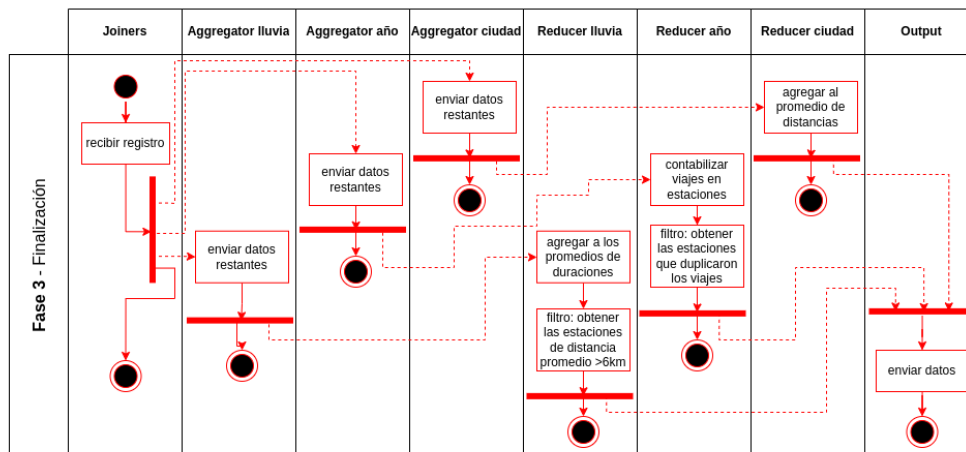 Joiners
Aggregator lluvia
Aggregator año
Aggregator ciudad
Reducer lluvia
Reducer año
Reducer ciudad
Output
Fase 3 - Finalización
recibir registro
enviar datos
restantes
enviar datos
restantes
enviar datos
restantes
agregar a los
promedios de
duraciones
filtro: obtener
las estaciones
de distancia
promedio >6km
contabilizar
viajes en
estaciones
filtro: obtener
las estaciones
que duplicaron
los viajes
agregar al
promedio de
distancias
enviar datos